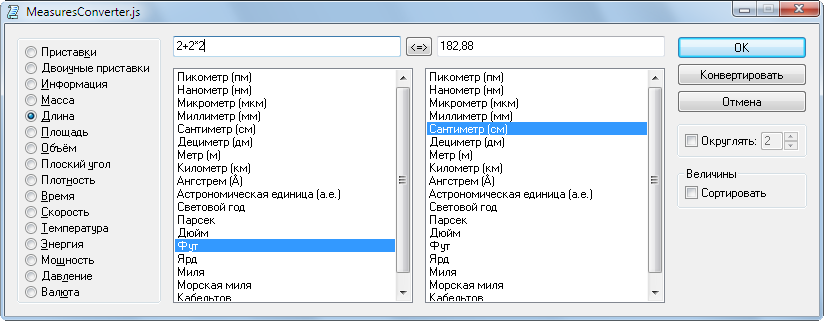 MeasuresConverter.js
Приставки
Двоичные приставки
Информация
Масса
Длина
Площадь
Объём
Плоский угол
Плотность
Время
Скорость
Температура
Энергия
Мощность
Давление
Валюта
2+2*2
Пикометр (пм)
Нанометр (нм)
Микрометр (мкм)
Миллиметр (мм)
Сантиметр (см)
Дециметр (дм)
Метр (м)
Километр (км)
Ангстрем (Å)
Астрономическая единица (а.е.)
Световой год
Парсек
Дюйм
Фут
Ярд
Миля
Морская миля
Кабельтов
<=>
182,88
Пикометр (пм)
Нанометр (нм)
Микрометр (мкм)
Миллиметр (мм)
Сантиметр (см)
Дециметр (дм)
Метр (м)
Километр (км)
Ангстрем (Å)
Астрономическая единица (а.е.)
Световой год
Парсек
Дюйм
Фут
Ярд
Миля
Морская миля
Кабельтов
OK
Конвертировать
Отмена
Округлять: 2
Величины
Сортировать